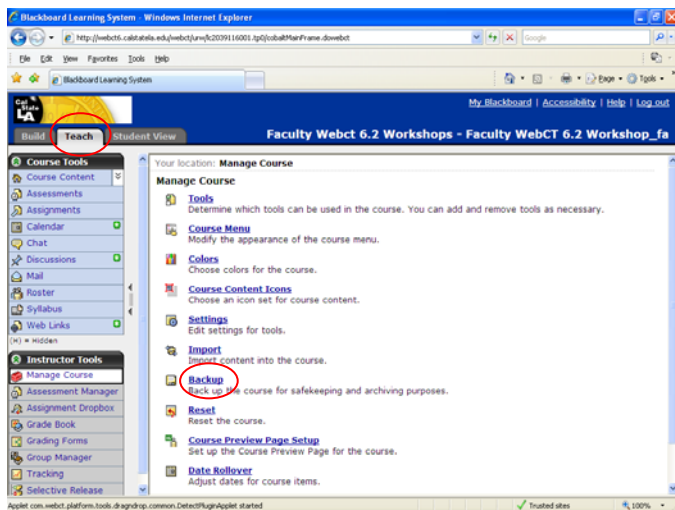 Blackboard Learning System - Windows Internet Explorer
http://webct6.calstatela.edu/webct/urw/lc2039116001.tp0/cobaltMainFrame.dowebct
Google
File Edit View Favorites Tools Help
Blackboard Learning System
Page Tools
Cal State LA
My Blackboard | Accessibility | Help | Log out
Build Teach Student View
Faculty Webct 6.2 Workshops - Faculty WebCT 6.2 Workshop_fa
Course Tools
Course Content
Assessments
Assignments
Calendar
Chat
Discussions
Mail
Roster
Syllabus
Web Links
(H) = Hidden
Instructor Tools
Manage Course
Assessment Manager
Assignment Dropbox
Grade Book
Grading Forms
Group Manager
Tracking
Selective Release
Your location: Manage Course
Manage Course
Tools
Determine which tools can be used in the course. You can add and remove tools as necessary.
Course Menu
Modify the appearance of the course menu.
Colors
Choose colors for the course.
Course Content Icons
Choose an icon set for course content.
Settings
Edit settings for tools.
Import
Import content into the course.
Backup
Back up the course for safekeeping and archiving purposes.
Reset
Reset the course.
Course Preview Page Setup
Set up the Course Preview Page for the course.
Date Rollover
Adjust dates for course items.
Applet com.webct.platform.tools.dragndrop.common.DetectPluginApplet started
Trusted sites
100%